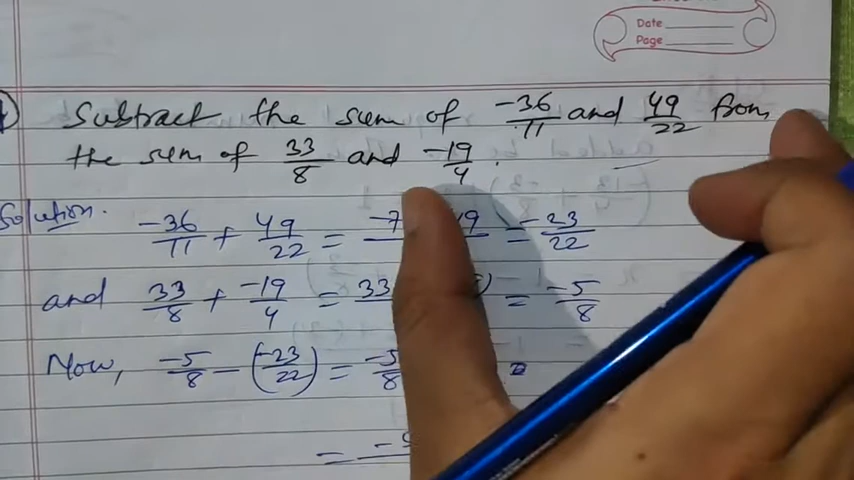 Date
Page
Subtract the sum of -36/11 and 49/22 from
the sum of 33/8 and -19/4.
Solution. -36/11 + 49/22 = -7 49 = -23/22
and 33/8 + -19/4 = 33 = -5/8
Now, -5/8 - (-23/22) = -5/8 =
= -